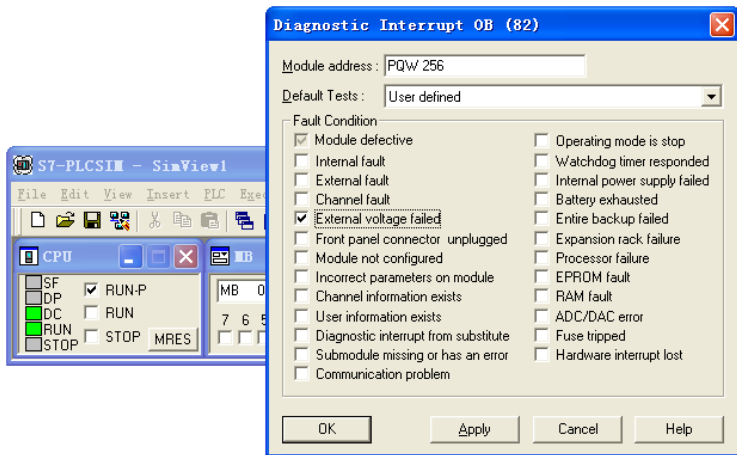 Diagnostic Interrupt OB (82)
Module address : PQW 256
Default Tests : User defined
Fault Condition
Module defective
Internal fault
External fault
Channel fault
External voltage failed
Front panel connector unplugged
Module not configured
Incorrect parameters on module
Channel information exists
User information exists
Diagnostic interrupt from substitute
Submodule missing or has an error
Communication problem
Operating mode is stop
Watchdog timer responded
Internal power supply failed
Battery exhausted
Entire backup failed
Expansion rack failure
Processor failure
EPROM fault
RAM fault
ADC/DAC error
Fuse tripped
Hardware interrupt lost
OK Apply Cancel Help
S7-PLCSIM - SimView1
File Edit View Insert PLC Exec
CPU
SF
DP
DC
RUN
STOP
RUN-P
RUN
STOP MRES
MB
MB 0
7 6 5